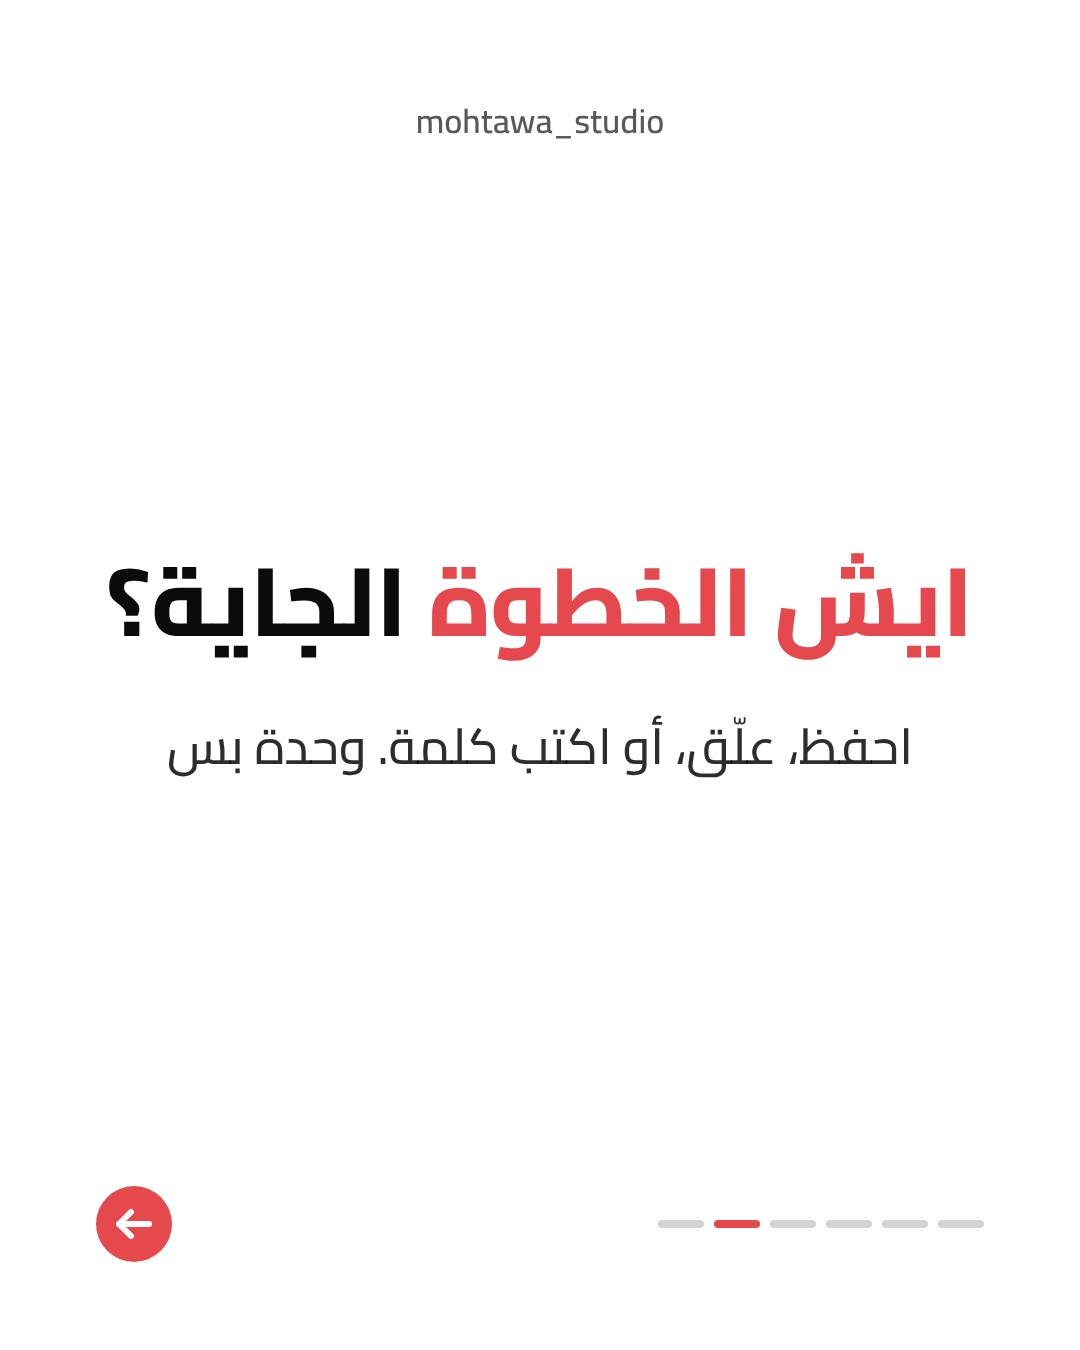 mohtawa_studio
ايش الخطوة الجاية؟
احفظ، علّق، أو اكتب كلمة. وحدة بس